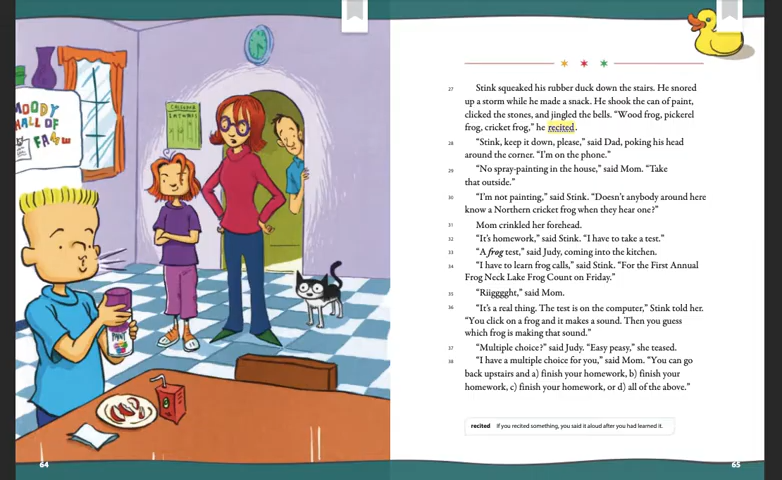 MOODY
HALL OF
FAME
CALENDAR
PAINT
64
27 Stink squeaked his rubber duck down the stairs. He snored
up a storm while he made a snack. He shook the can of paint,
clicked the stones, and jingled the bells. “Wood frog, pickerel
frog, cricket frog,” he recited.
28 “Stink, keep it down, please,” said Dad, poking his head
around the corner. “I’m on the phone.”
29 “No spray-painting in the house,” said Mom. “Take
that outside.”
30 “I’m not painting,” said Stink. “Doesn’t anybody around here
know a Northern cricket frog when they hear one?”
31 Mom crinkled her forehead.
32 “It’s homework,” said Stink. “I have to take a test.”
33 “A frog test,” said Judy, coming into the kitchen.
34 “I have to learn frog calls,” said Stink. “For the First Annual
Frog Neck Lake Frog Count on Friday.”
35 “Riigggght,” said Mom.
36 “It’s a real thing. The test is on the computer,” Stink told her.
“You click on a frog and it makes a sound. Then you guess
which frog is making that sound.”
37 “Multiple choice?” said Judy. “Easy peasy,” she teased.
38 “I have a multiple choice for you,” said Mom. “You can go
back upstairs and a) finish your homework, b) finish your
homework, c) finish your homework, or d) all of the above.”
recited If you recited something, you said it aloud after you had learned it.
65